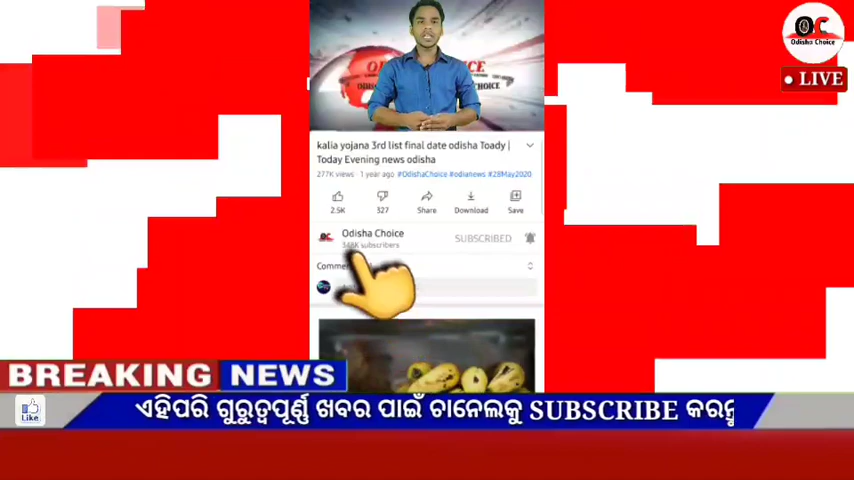 OC
Odisha Choice
LIVE
kalia yojana 3rd list final date odisha Toady |
Today Evening news odisha
277K views · 1 year ago #OdishaChoice #odianews #28May2020
2.5K 327 Share Download Save
Odisha Choice
SUBSCRIBED
348K subscribers
BREAKING NEWS
Like
ଏହିପରି ଗୁରୁତ୍ୱପୂର୍ଣ୍ଣ ଖବର ପାଇଁ ଚାନେଲକୁ SUBSCRIBE କରନ୍ତୁ